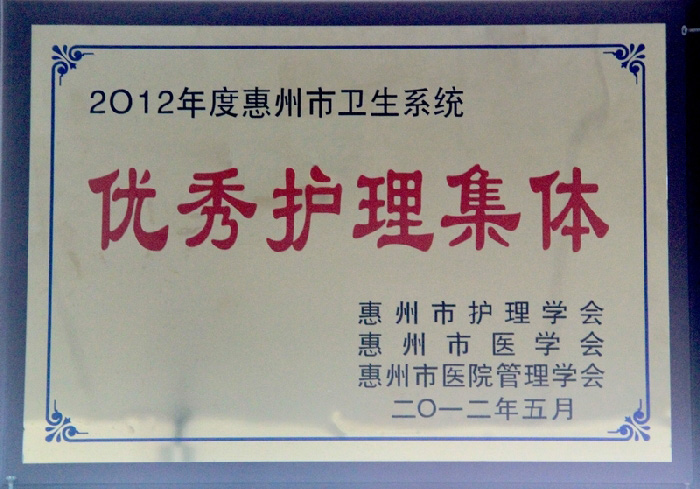 2012年度惠州市卫生系统
优秀护理集体
惠州市护理学会
惠州市医学会
惠州市医院管理学会
二〇一二年五月